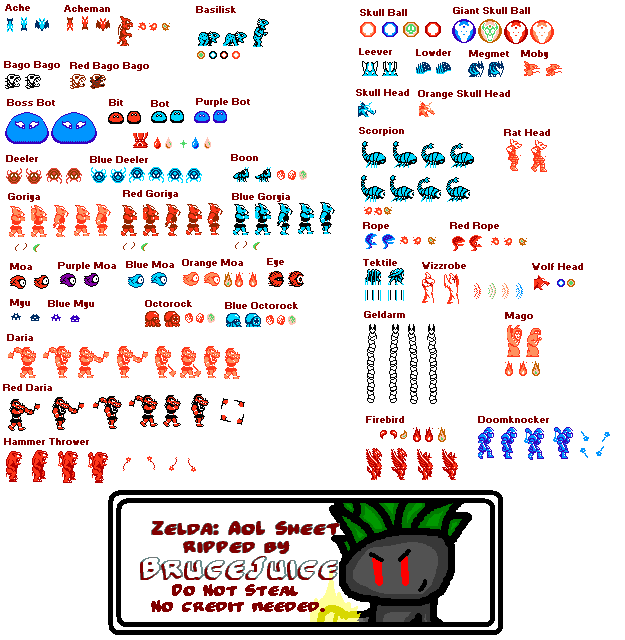 Ache Acheman Basilisk
Bago Bago Red Bago Bago
Boss Bot Bit Bot Purple Bot
Deeler Blue Deeler Boon
Goriya Red Goriya Blue Gorgia
Moa Purple Moa Blue Moa Orange Moa Eye
Myu Blue Myu Octorock Blue Octorock
Daria
Red Daria
Hammer Thrower
Skull Ball Giant Skull Ball
Leever Lowder Megmet Moby
Skull Head Orange Skull Head
Scorpion Rat Head
Rope Red Rope
Tektile Wizzrobe Wolf Head
Geldarm Mago
Firebird Doomknocker
Zelda: AoL Sheet
ripped by
BruceJuice
Do Not Steal
No credit needed.